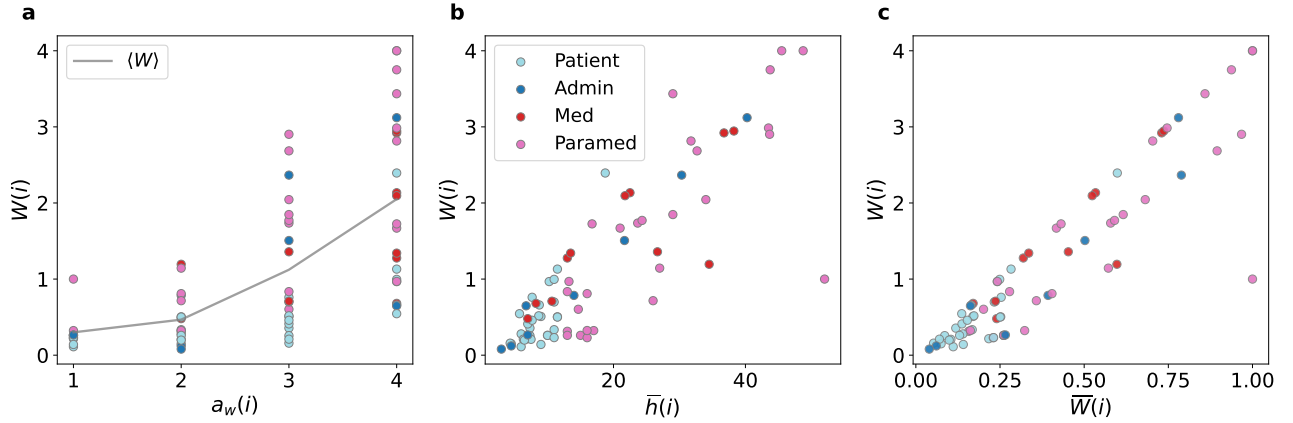 a
b
c
4
3
2
1
0
W(i)
⟨W⟩
1 2 3 4
a_w(i)
4
3
2
1
0
W(i)
Patient
Admin
Med
Paramed
20 40
h̅(i)
4
3
2
1
0
W(i)
0.00 0.25 0.50 0.75 1.00
W̅(i)